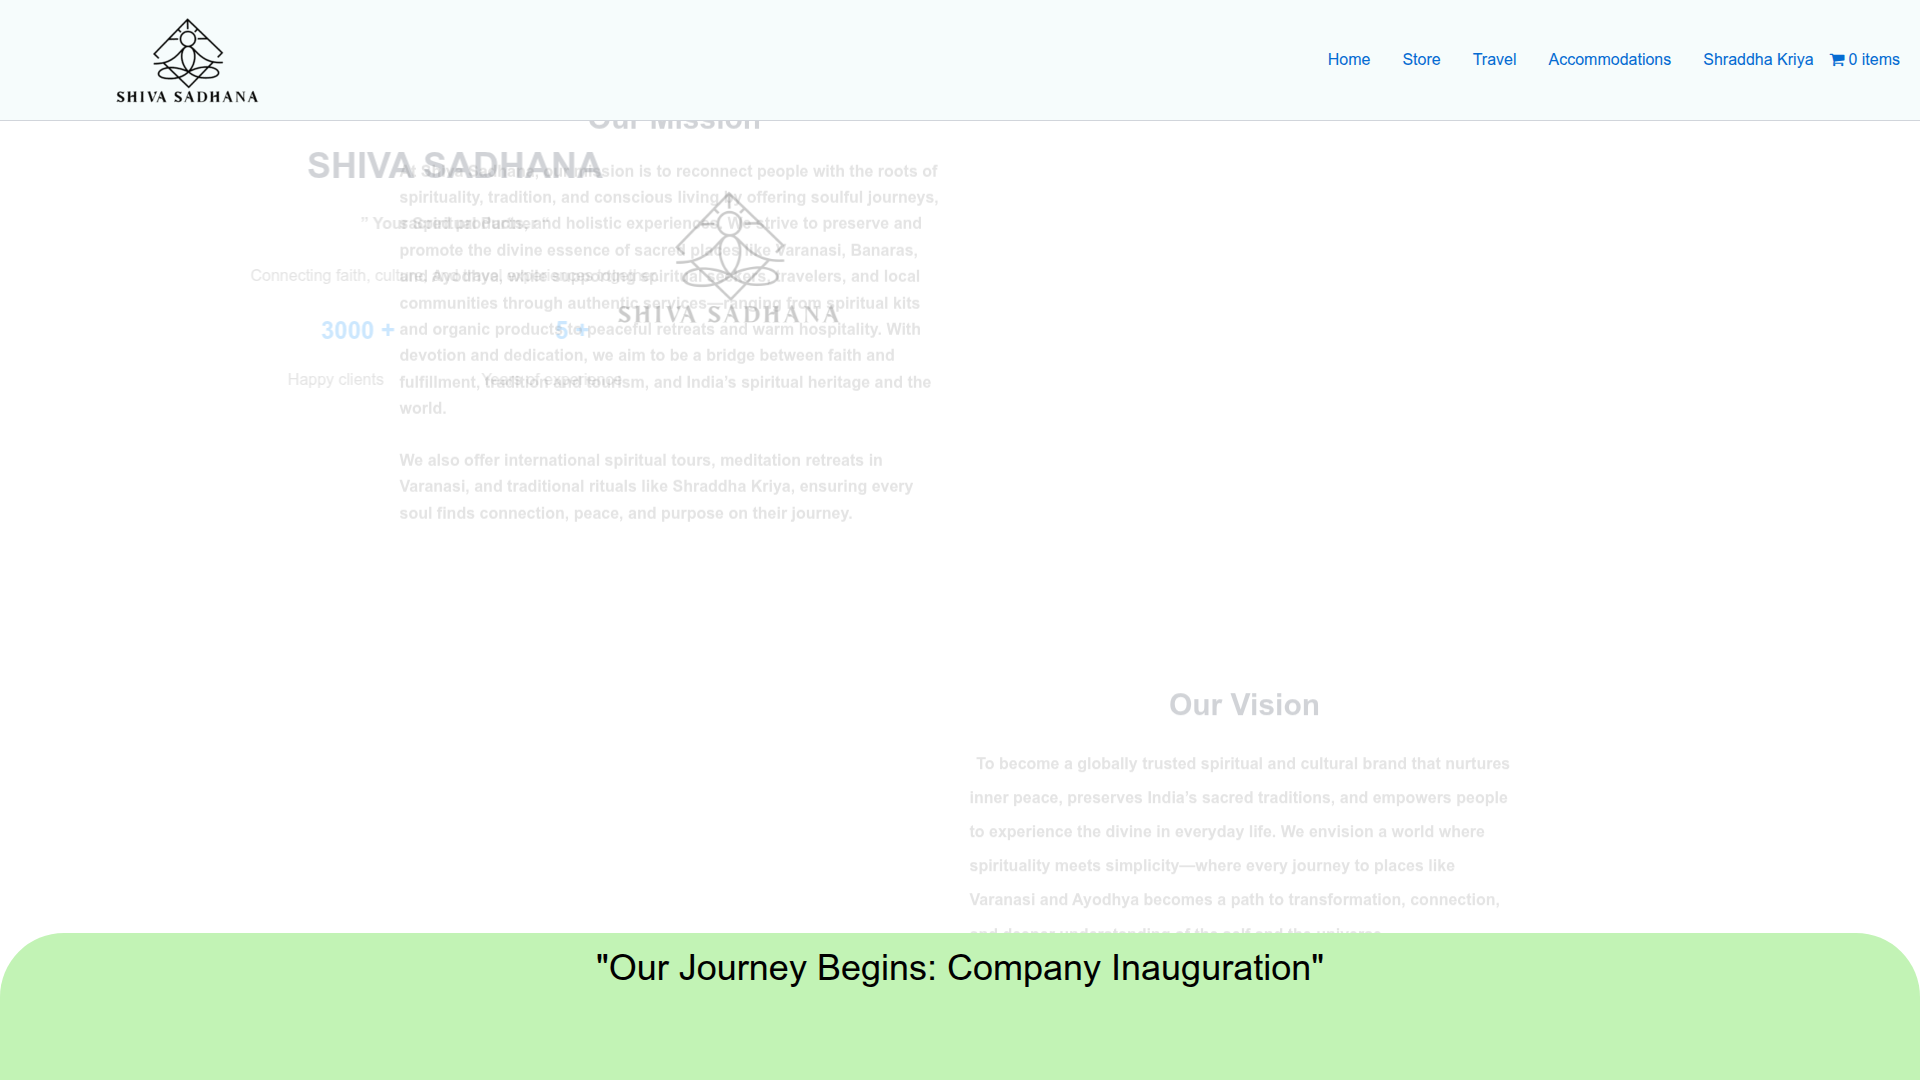 SHIVA SADHANA
Home
Store
Travel
Accommodations
Shraddha Kriya
0 items
Our Mission
SHIVA SADHANA
" Your Spiritual Partner "
Connecting faith, culture, and travel experiences together.
3000 +
5 +
Happy clients
Years of experience
SHIVA SADHANA
At Shiva Sadhana, our mission is to reconnect people with the roots of
spirituality, tradition, and conscious living by offering soulful journeys,
sacred products, and holistic experiences. We strive to preserve and
promote the divine essence of sacred places like Varanasi, Banaras,
and Ayodhya, while supporting spiritual seekers, travelers, and local
communities through authentic services—ranging from spiritual kits
and organic products to peaceful retreats and warm hospitality. With
devotion and dedication, we aim to be a bridge between faith and
fulfillment, tradition and tourism, and India's spiritual heritage and the
world.
We also offer international spiritual tours, meditation retreats in
Varanasi, and traditional rituals like Shraddha Kriya, ensuring every
soul finds connection, peace, and purpose on their journey.
Our Vision
To become a globally trusted spiritual and cultural brand that nurtures
inner peace, preserves India's sacred traditions, and empowers people
to experience the divine in everyday life. We envision a world where
spirituality meets simplicity—where every journey to places like
Varanasi and Ayodhya becomes a path to transformation, connection,
and deeper understanding of the self and the universe.
"Our Journey Begins: Company Inauguration"